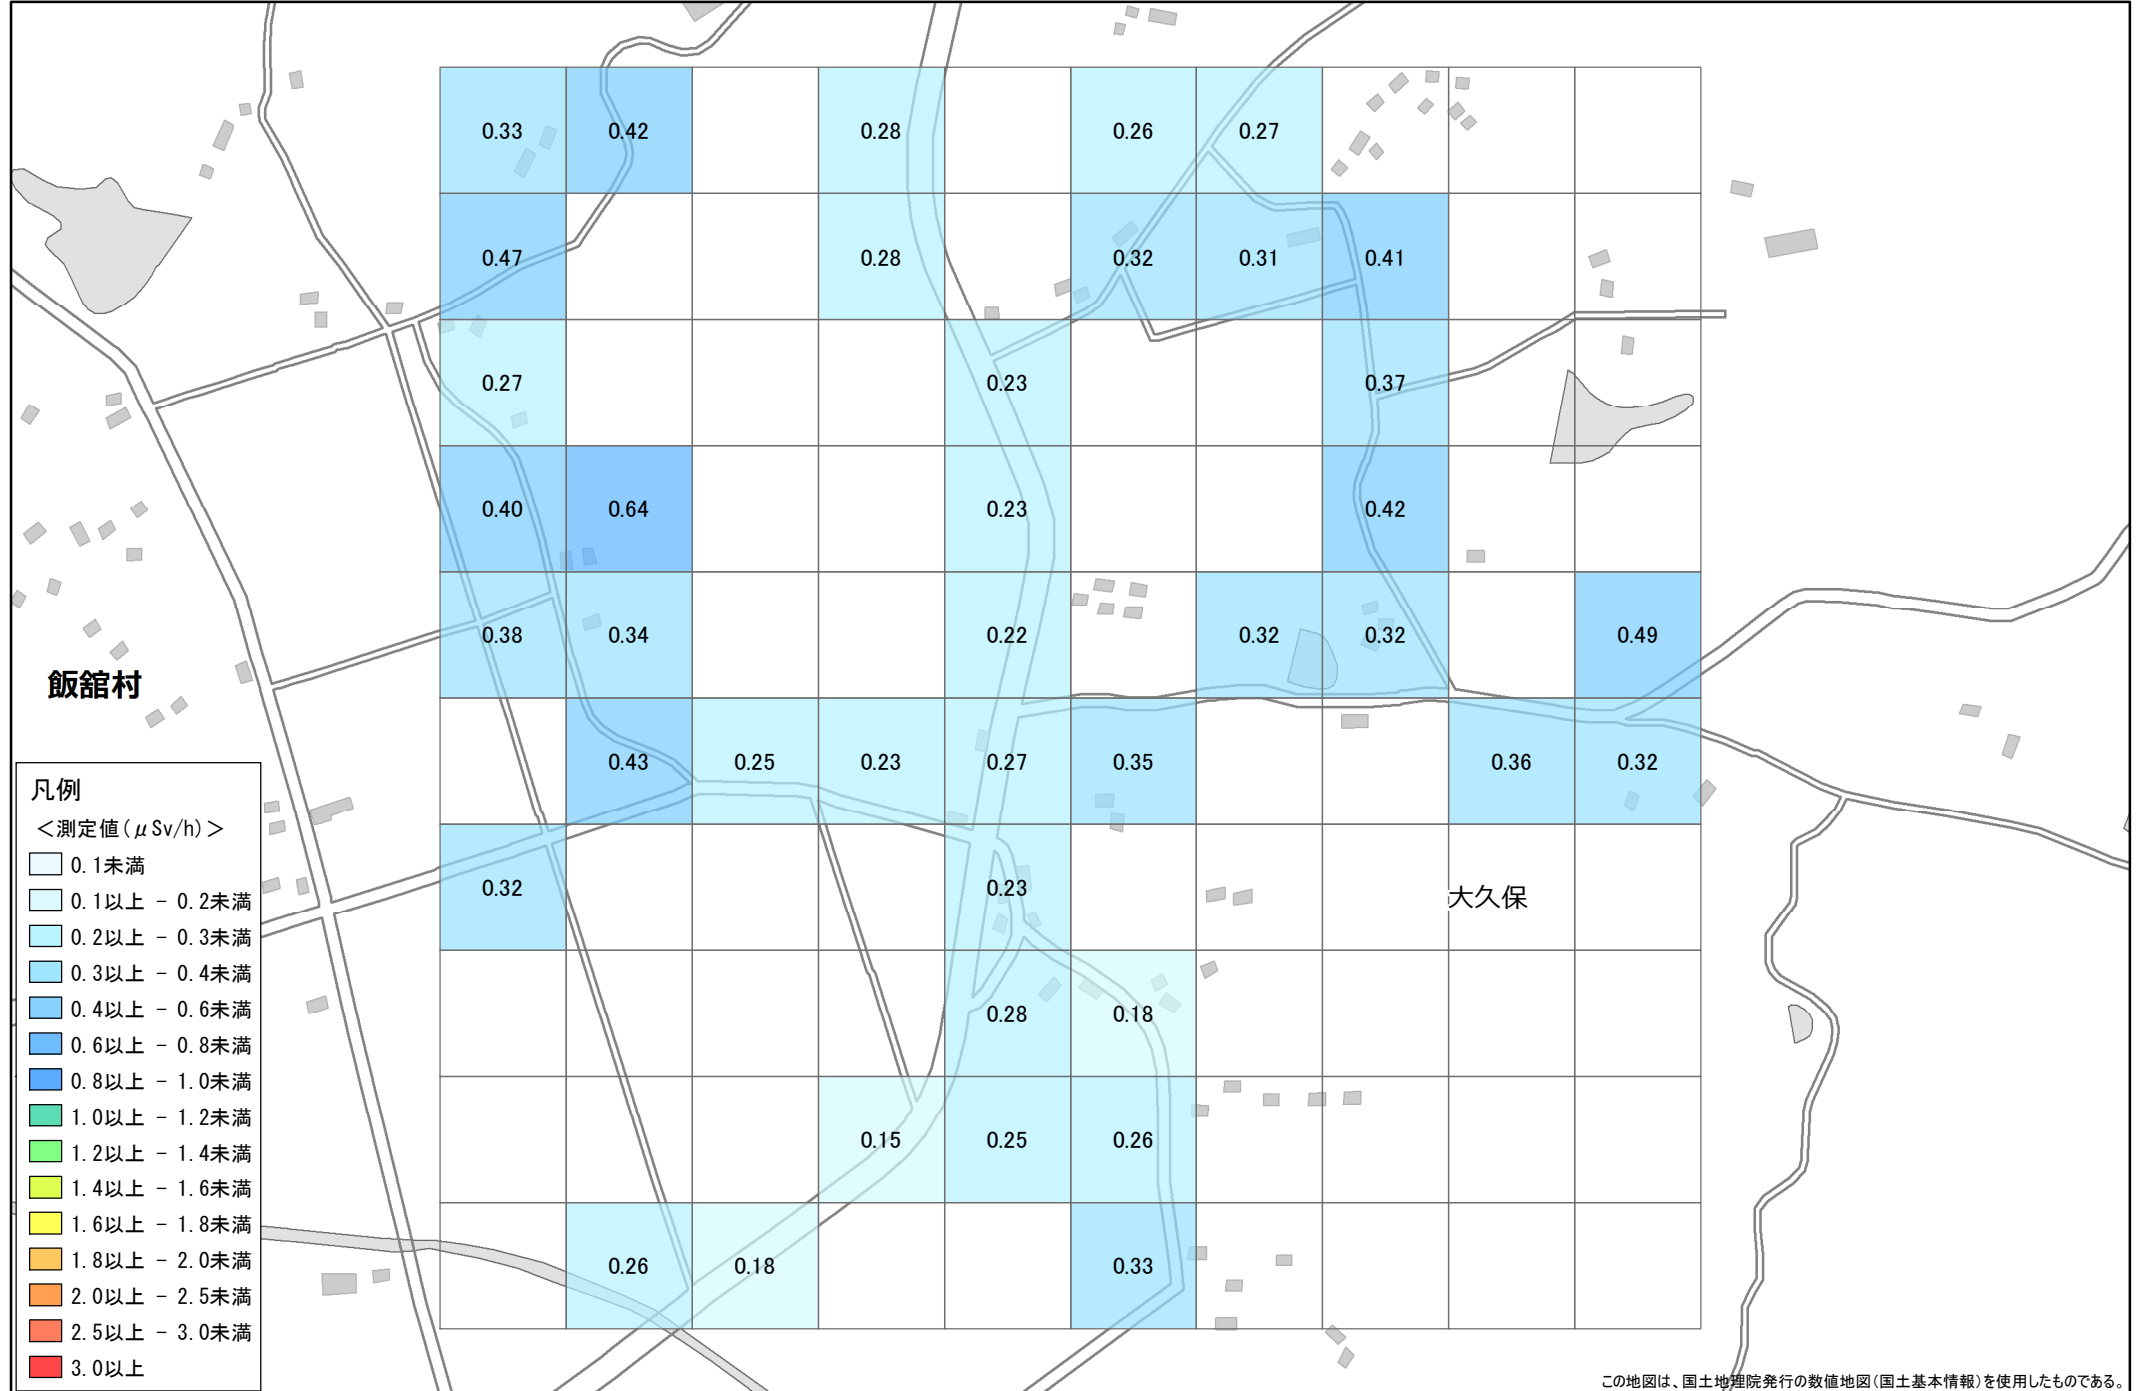 0.33 0.42 0.28 0.26 0.27
0.47 0.28 0.32 0.31 0.41
0.27 0.23 0.37
0.40 0.64 0.23 0.42
0.38 0.34 0.22 0.32 0.32 0.49
飯舘村
0.43 0.25 0.23 0.27 0.35 0.36 0.32
0.32 0.23
大久保
0.28 0.18
0.15 0.25 0.26
0.26 0.18 0.33
凡例
＜測定値(μSv/h)＞
0.1未満
0.1以上 － 0.2未満
0.2以上 － 0.3未満
0.3以上 － 0.4未満
0.4以上 － 0.6未満
0.6以上 － 0.8未満
0.8以上 － 1.0未満
1.0以上 － 1.2未満
1.2以上 － 1.4未満
1.4以上 － 1.6未満
1.6以上 － 1.8未満
1.8以上 － 2.0未満
2.0以上 － 2.5未満
2.5以上 － 3.0未満
3.0以上
この地図は、国土地理院発行の数値地図(国土基本情報)を使用したものである。